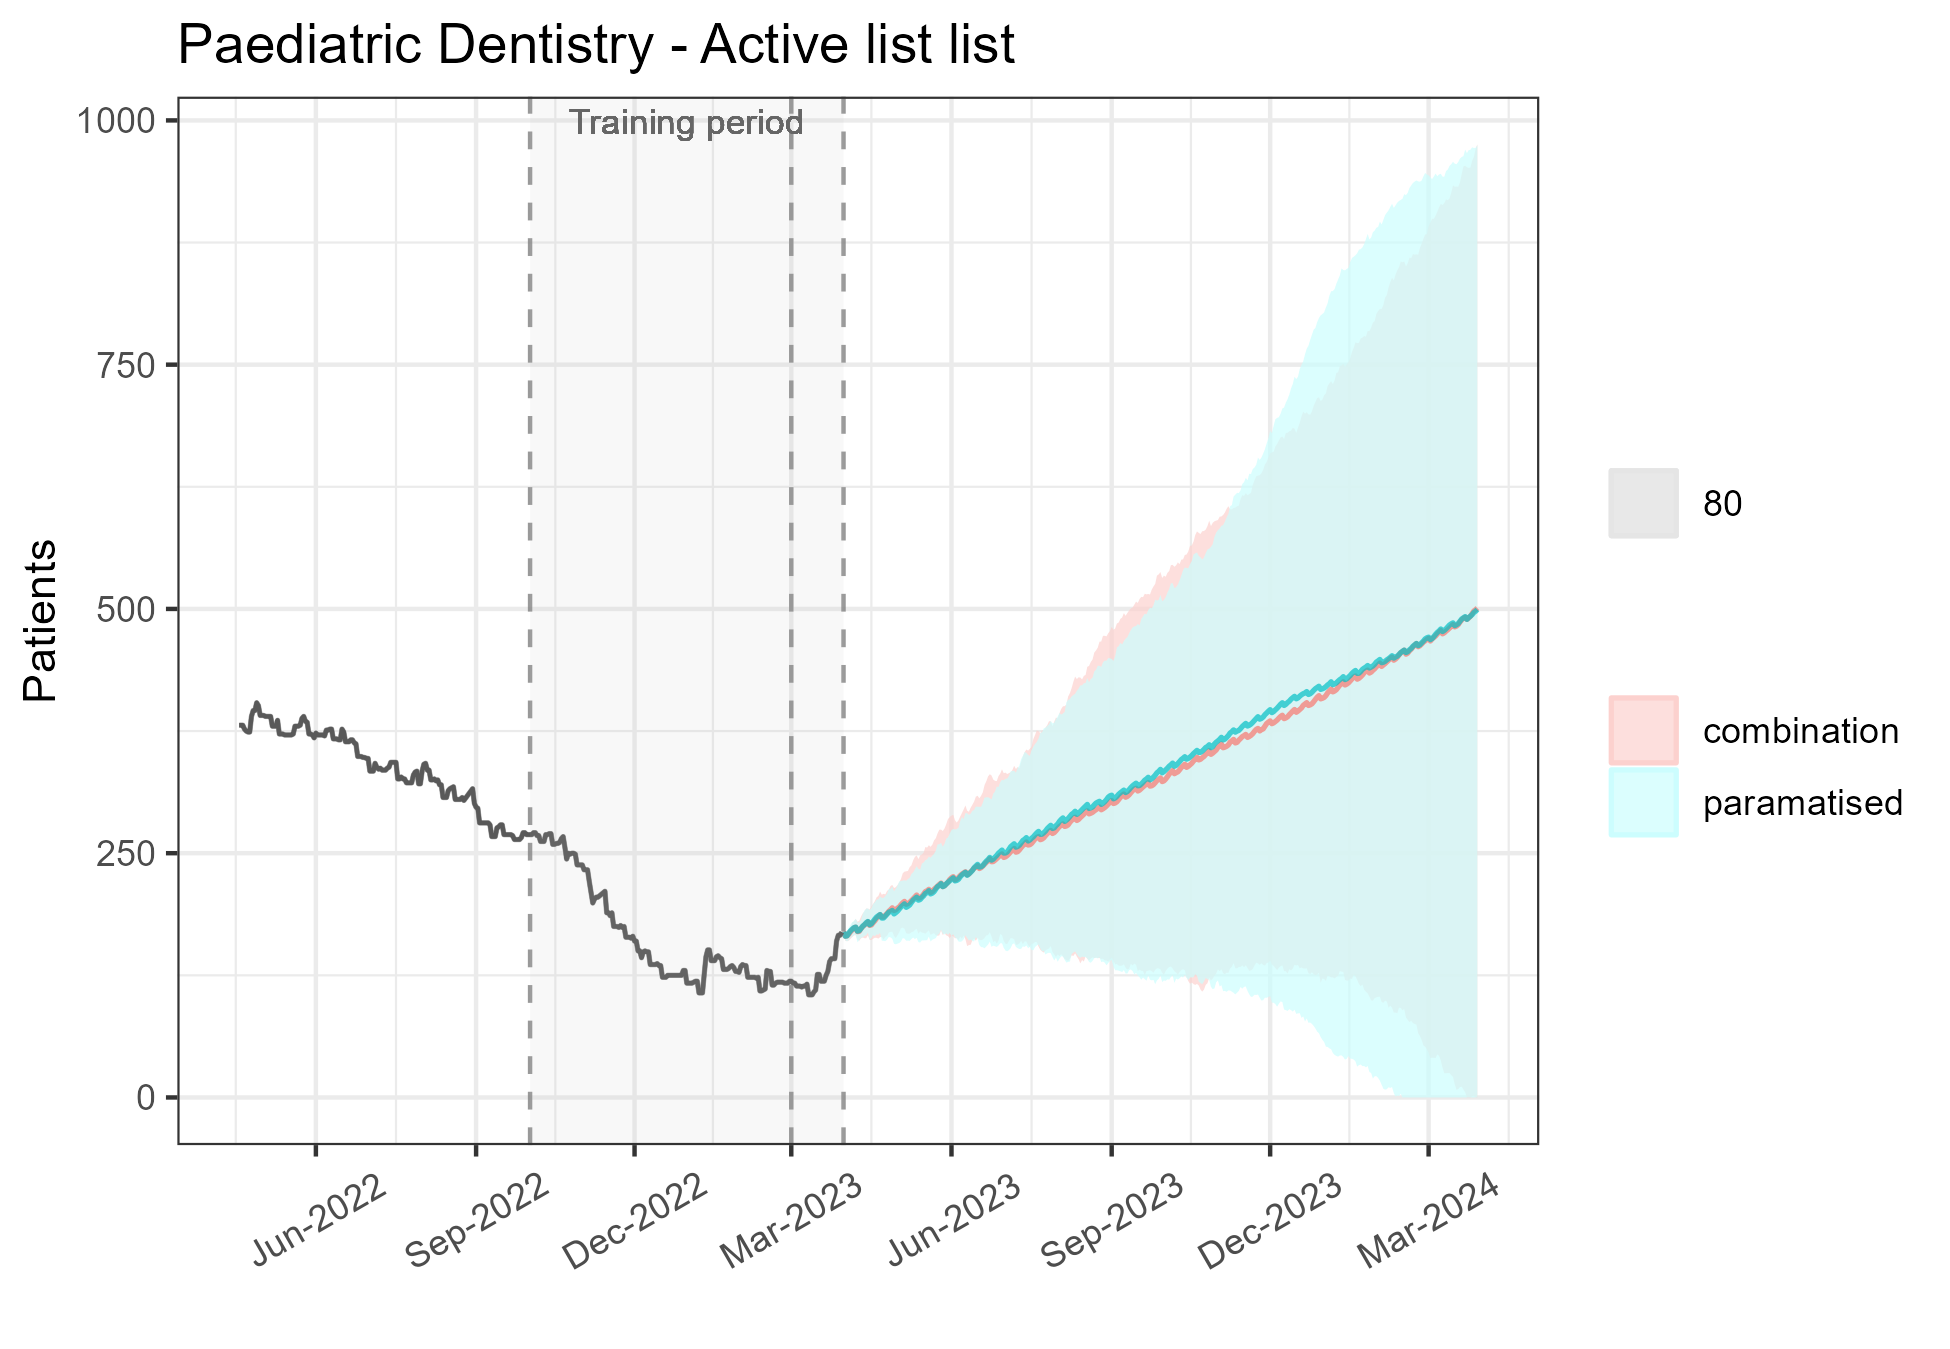 Paediatric Dentistry - Active list list
Training period
1000
750
500
250
0
Patients
Jun-2022
Sep-2022
Dec-2022
Mar-2023
Jun-2023
Sep-2023
Dec-2023
Mar-2024
80
combination
paramatised